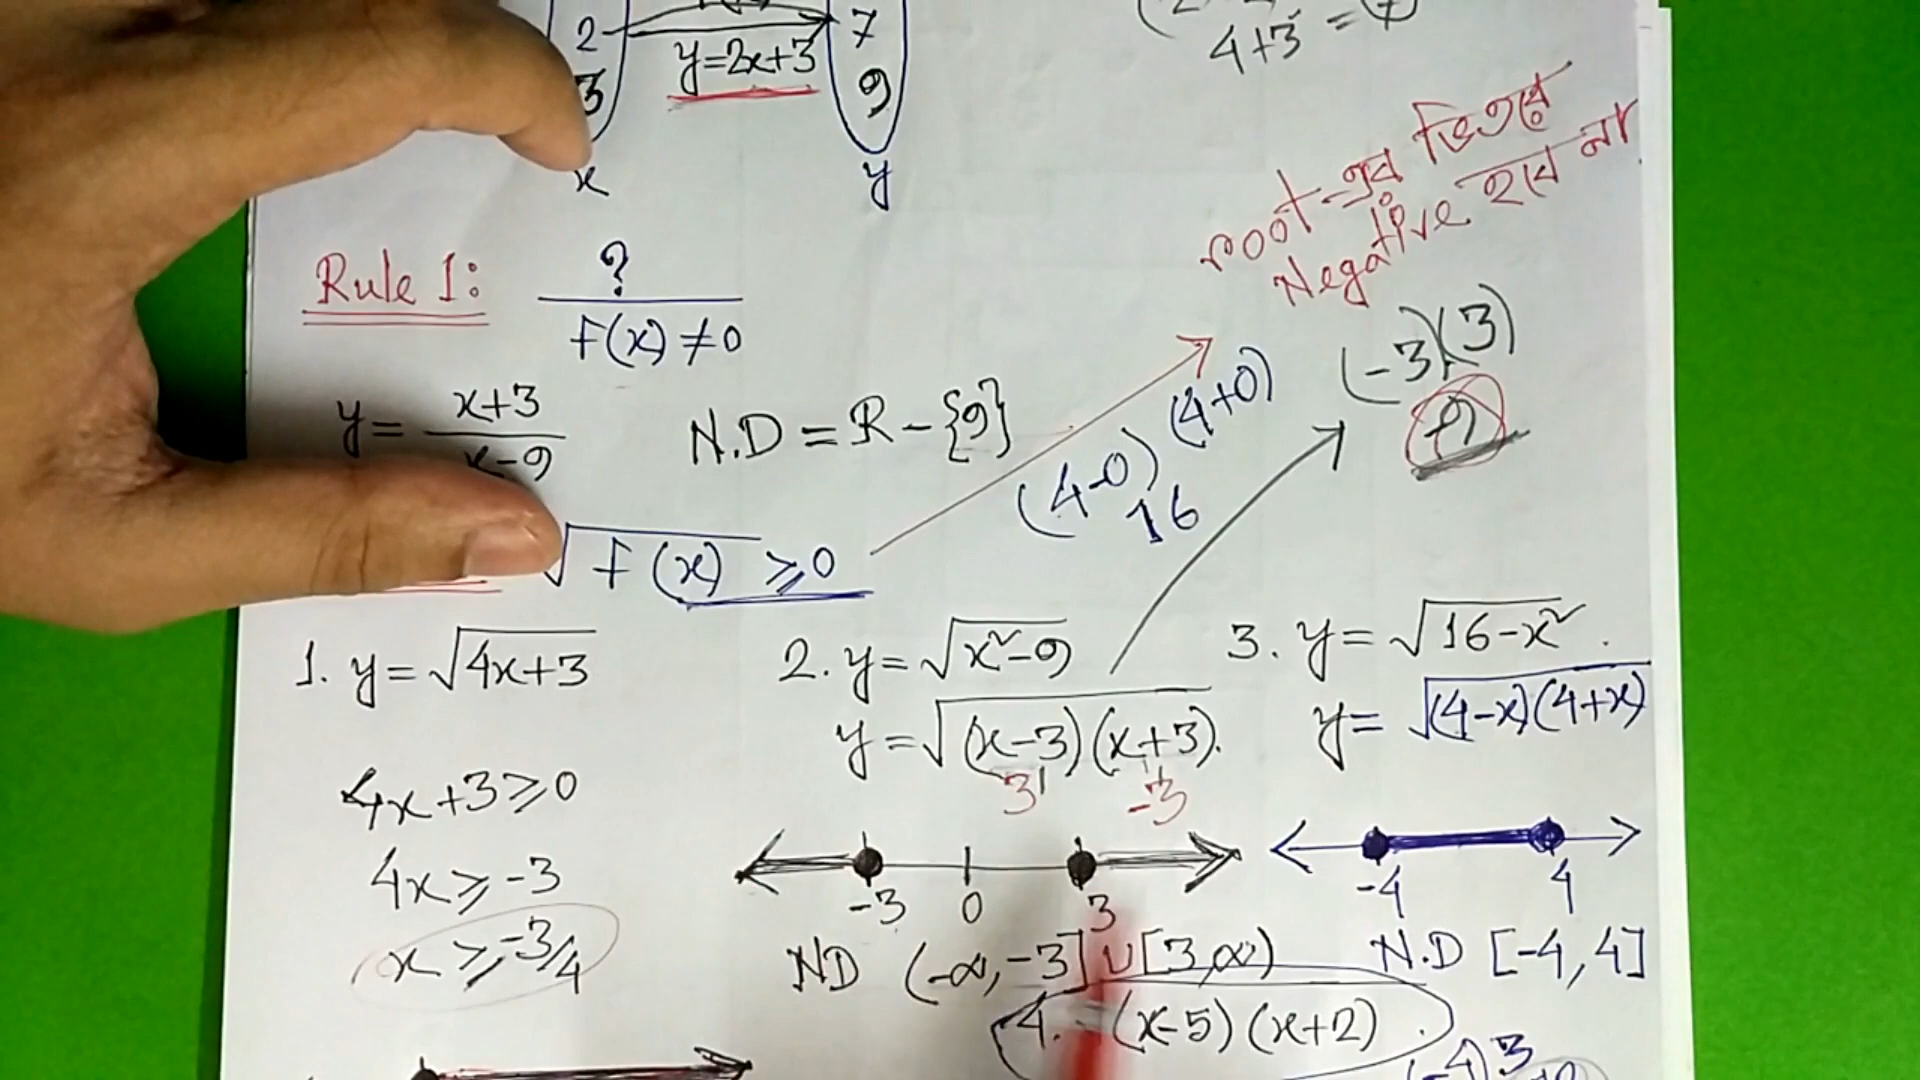 2 7
y=2x+3
3 9
x y
4+3 = 7
root-এর ভিতরে
Negative হবে না
Rule 1: ?
f(x) ≠ 0
y = x+3
x-9
N.D = R - {9}
(4-0) (4+0)
16
(-3)(3)
√f(x) ≥ 0
1. y = √4x+3
4x+3 ≥ 0
4x ≥ -3
x ≥ -3/4
2. y = √x²-9
y = √(x-3)(x+3)
3 -3
-3 0 3
ND (-∞, -3] ∪ [3, ∞)
3. y = √16-x²
y = √(4-x)(4+x)
-4 4
N.D [-4, 4]
4. (x-5)(x+2)